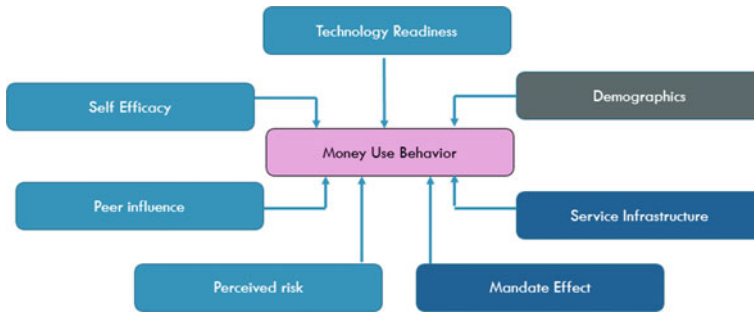 Technology Readiness
Self Efficacy
Demographics
Money Use Behavior
Peer influence
Service Infrastructure
Perceived risk
Mandate Effect